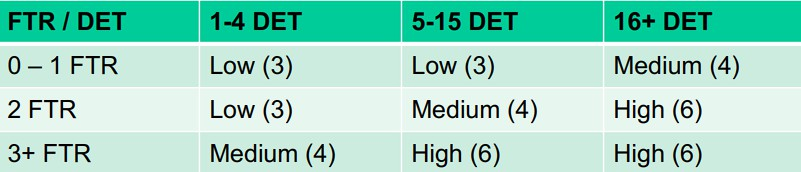 FTR / DET 1-4 DET 5-15 DET 16+ DET
0 – 1 FTR Low (3) Low (3) Medium (4)
2 FTR Low (3) Medium (4) High (6)
3+ FTR Medium (4) High (6) High (6)